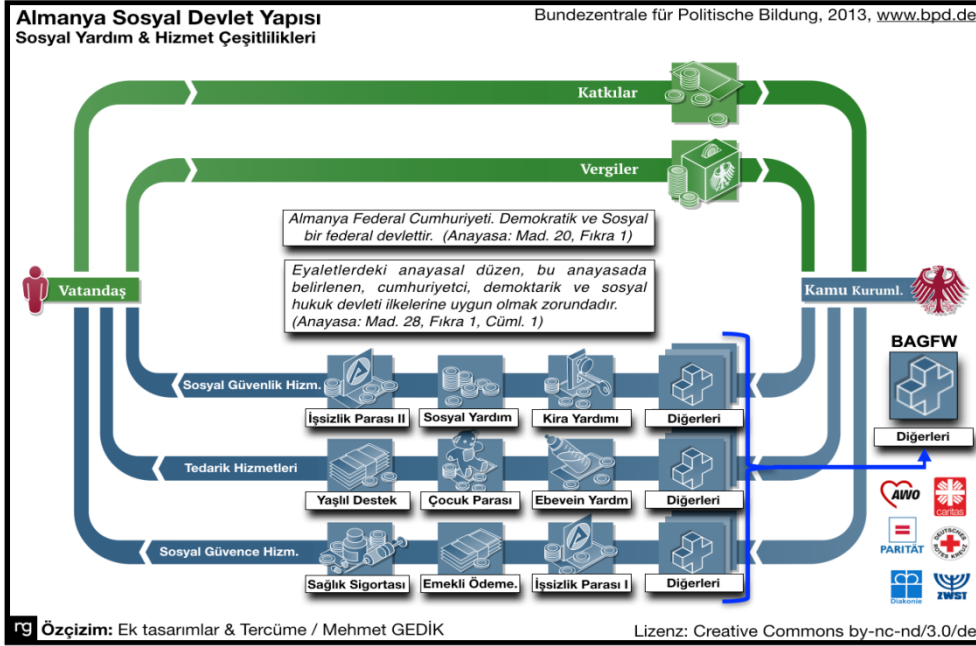 Almanya Sosyal Devlet Yapısı
Sosyal Yardım & Hizmet Çeşitlilikleri
Bundezentrale für Politische Bildung, 2013, www.bpd.de
Katkılar
Vergiler
Almanya Federal Cumhuriyeti. Demokratik ve Sosyal
bir federal devlettir. (Anayasa: Mad. 20, Fıkra 1)
Eyaletlerdeki anayasal düzen, bu anayasada
belirlenen, cumhuriyetci, demoktarik ve sosyal
hukuk devleti ilkelerine uygun olmak zorundadır.
(Anayasa: Mad. 28, Fıkra 1, Cüml. 1)
Vatandaş
Kamu Kuruml.
BAGFW
Diğerleri
Sosyal Güvenlik Hizm.
İşsizlik Parası II
Sosyal Yardım
Kira Yardımı
Diğerleri
Tedarik Hizmetleri
Yaşlıl Destek
Çocuk Parası
Ebevein Yardm
Diğerleri
Sosyal Güvence Hizm.
Sağlık Sigortası
Emekli Ödeme.
İşsizlik Parası I
Diğerleri
AWO
caritas
PARITÄT
DEUTSCHES
ROTES KREUZ
Diakonie
ZWST
rg Özçizim: Ek tasarımlar & Tercüme / Mehmet GEDİK
Lizenz: Creative Commons by-nc-nd/3.0/de